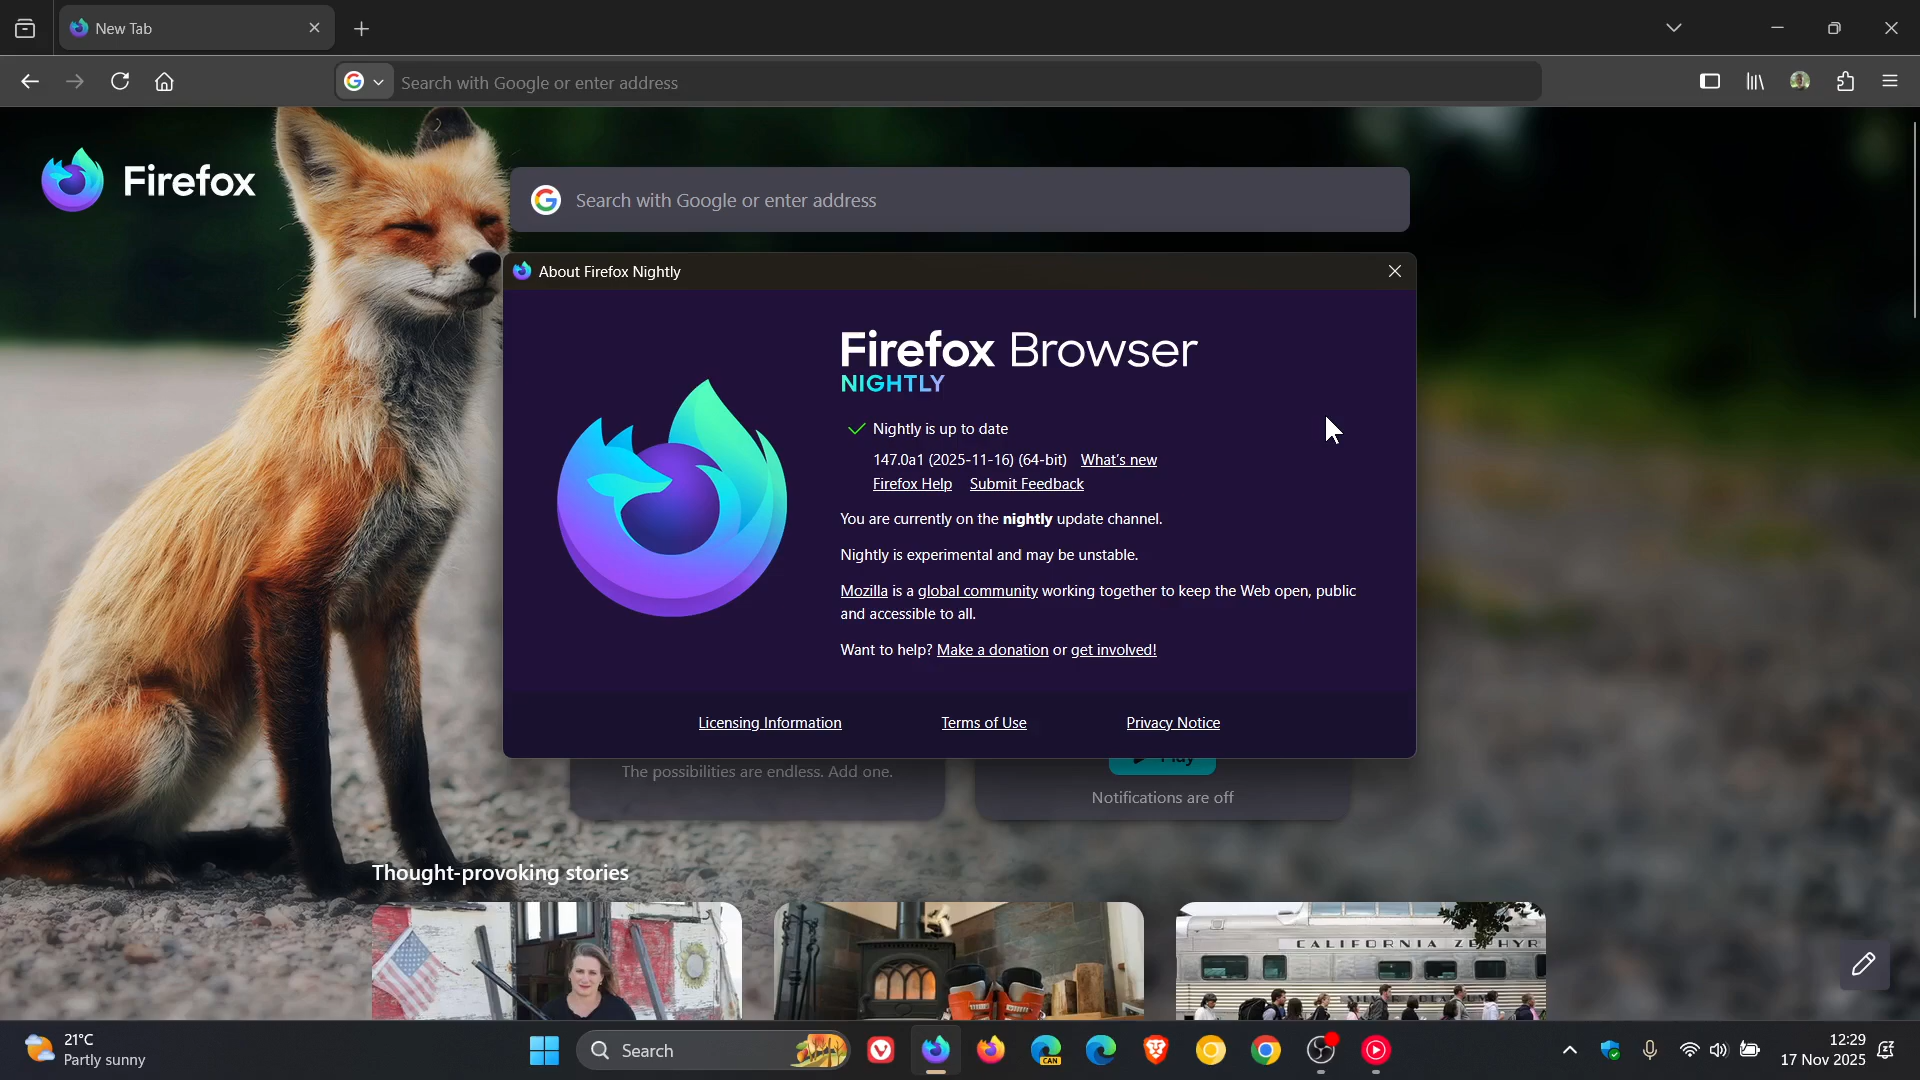 New Tab
Search with Google or enter address
Firefox
Search with Google or enter address
About Firefox Nightly
Firefox Browser
NIGHTLY
Nightly is up to date
147.0a1 (2025-11-16) (64-bit) What's new
Firefox Help Submit Feedback
You are currently on the nightly update channel.
Nightly is experimental and may be unstable.
Mozilla is a global community working together to keep the Web open, public
and accessible to all.
Want to help? Make a donation or get involved!
Licensing Information Terms of Use Privacy Notice
The possibilities are endless. Add one.
Play
Notifications are off
Thought-provoking stories
CALIFORNIA ZEPHYR
21°C
Partly sunny
Search
CAN
12:29
17 Nov 2025